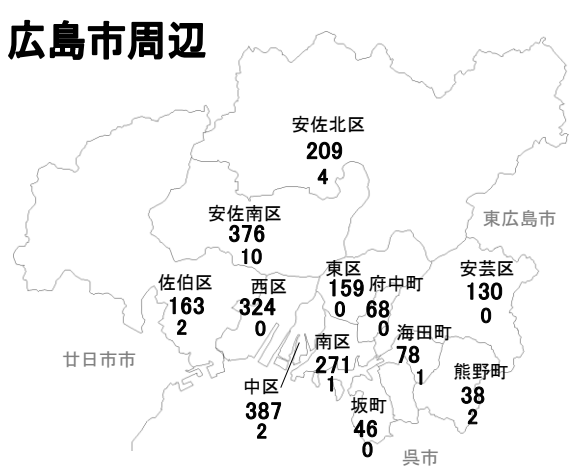 広島市周辺
安佐北区
209
4
安佐南区
376
10
東広島市
佐伯区
163
2
西区
324
0
東区
159
0
府中町
68
0
安芸区
130
0
廿日市市
中区
387
2
南区
271
1
海田町
78
1
熊野町
38
2
坂町
46
0
呉市